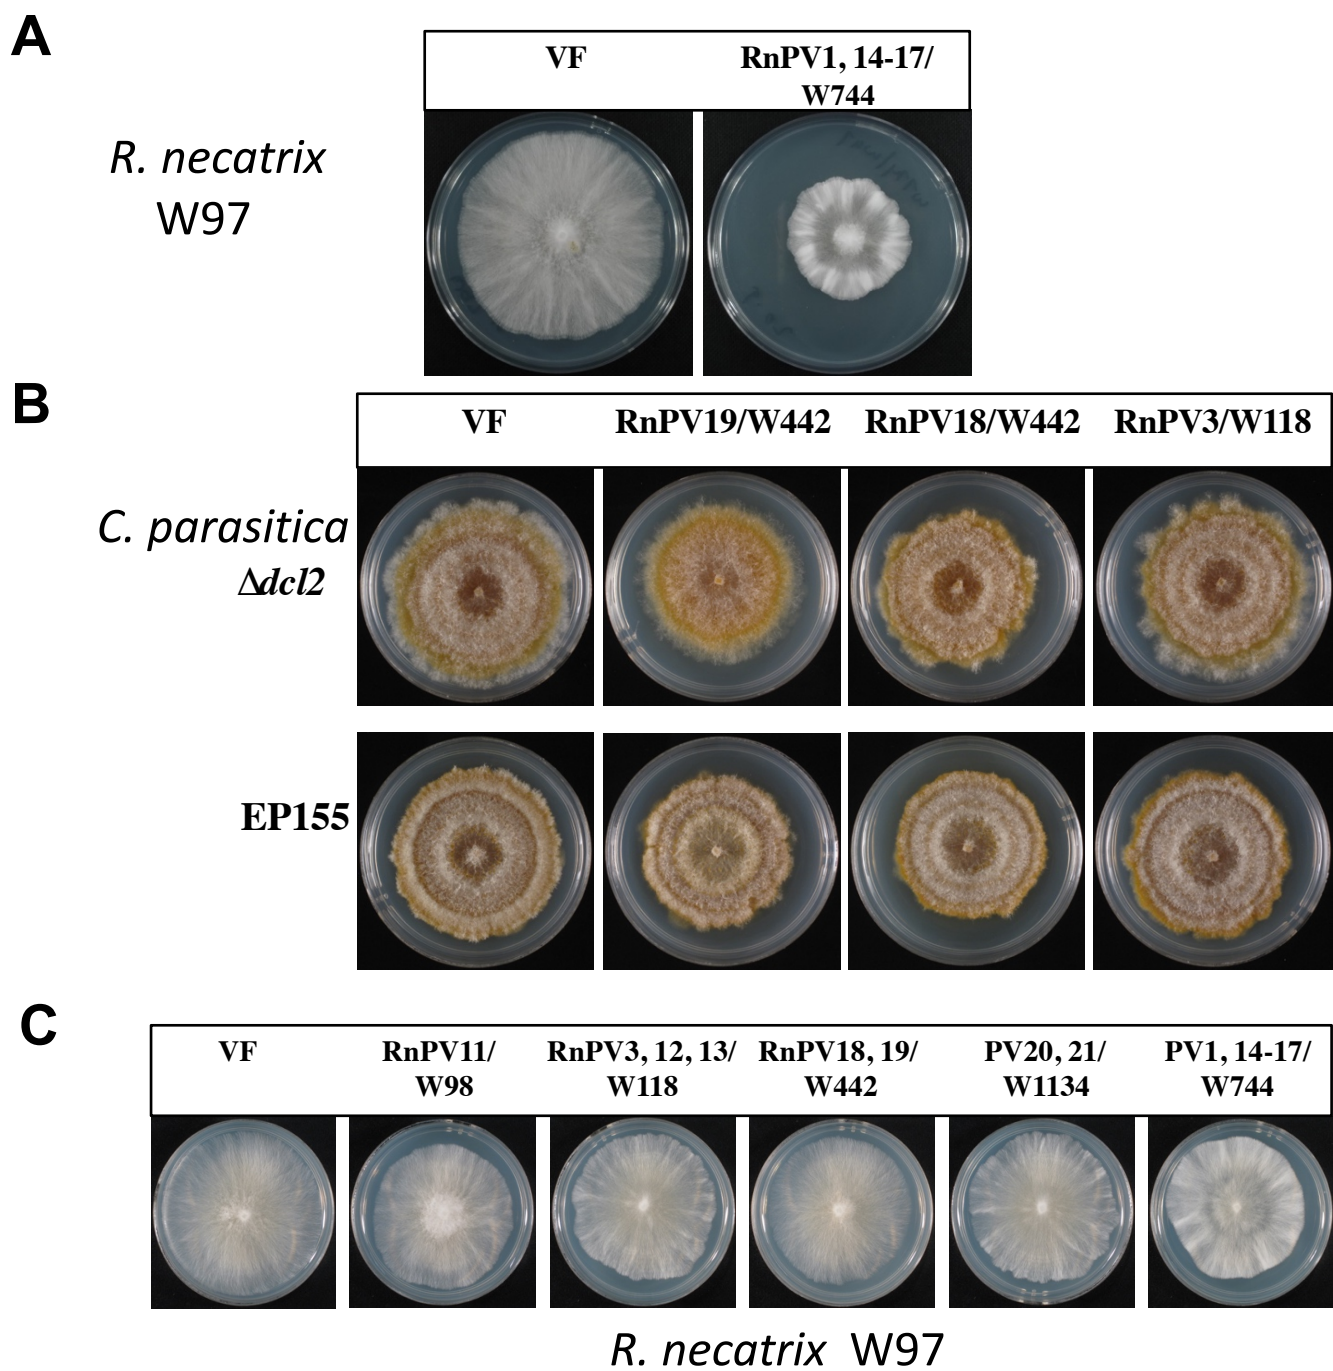 A
VF
RnPV1, 14-17/
W744
R. necatrix
W97
B
VF
RnPV19/W442
RnPV18/W442
RnPV3/W118
C. parasitica
Δdcl2
EP155
C
VF
RnPV11/
W98
RnPV3, 12, 13/
W118
RnPV18, 19/
W442
PV20, 21/
W1134
PV1, 14-17/
W744
R. necatrix W97